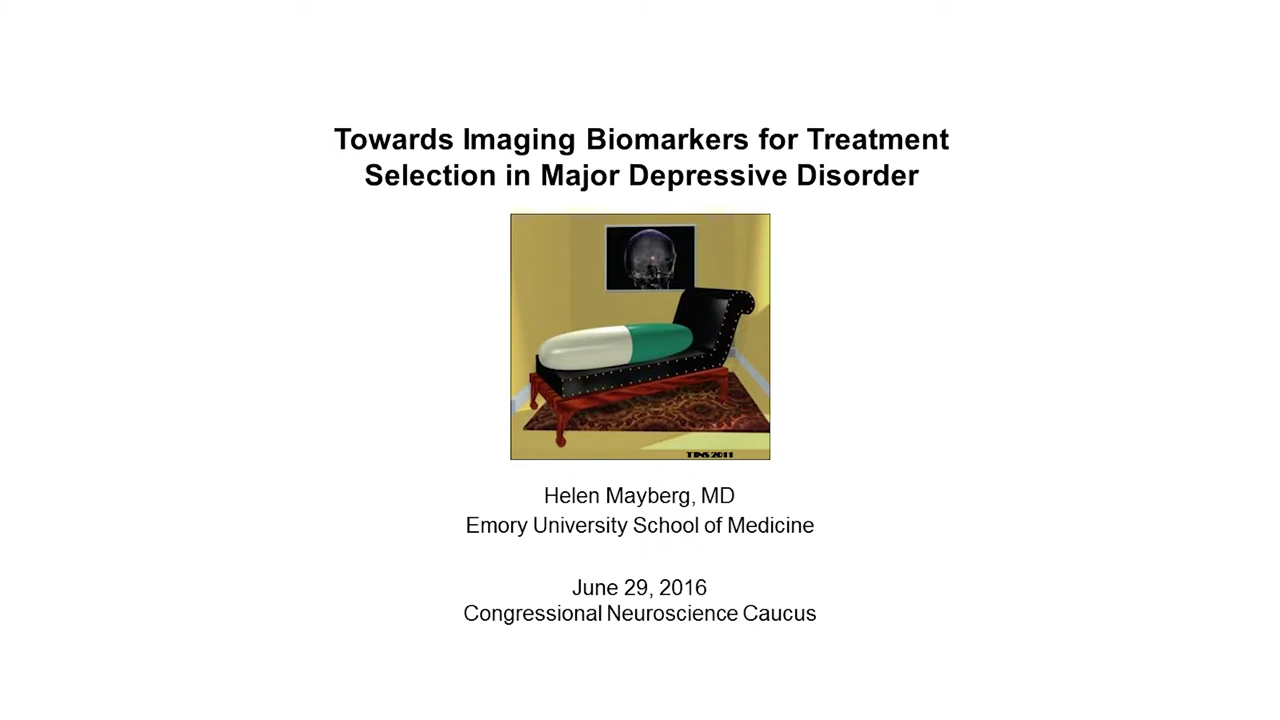 Towards Imaging Biomarkers for Treatment
Selection in Major Depressive Disorder
TINS 2011
Helen Mayberg, MD
Emory University School of Medicine
June 29, 2016
Congressional Neuroscience Caucus